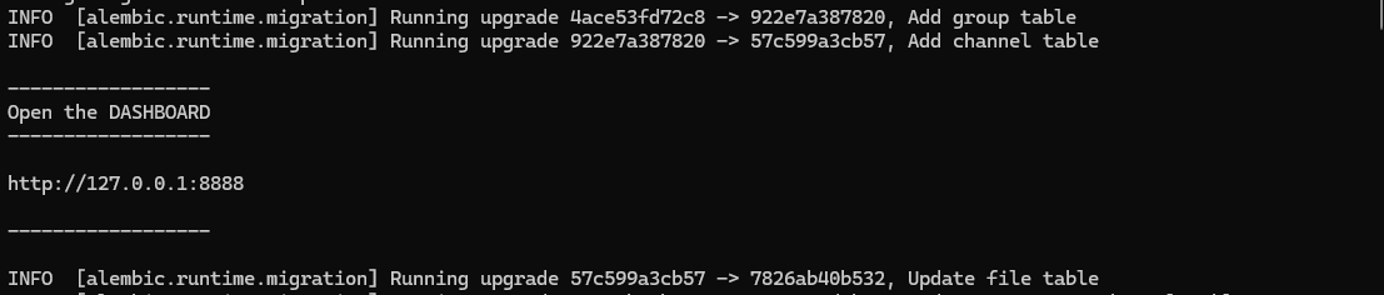 INFO  [alembic.runtime.migration] Running upgrade 4ace53fd72c8 -> 922e7a387820, Add group table
INFO  [alembic.runtime.migration] Running upgrade 922e7a387820 -> 57c599a3cb57, Add channel table
------------------
Open the DASHBOARD
------------------
http://127.0.0.1:8888
------------------
INFO  [alembic.runtime.migration] Running upgrade 57c599a3cb57 -> 7826ab40b532, Update file table